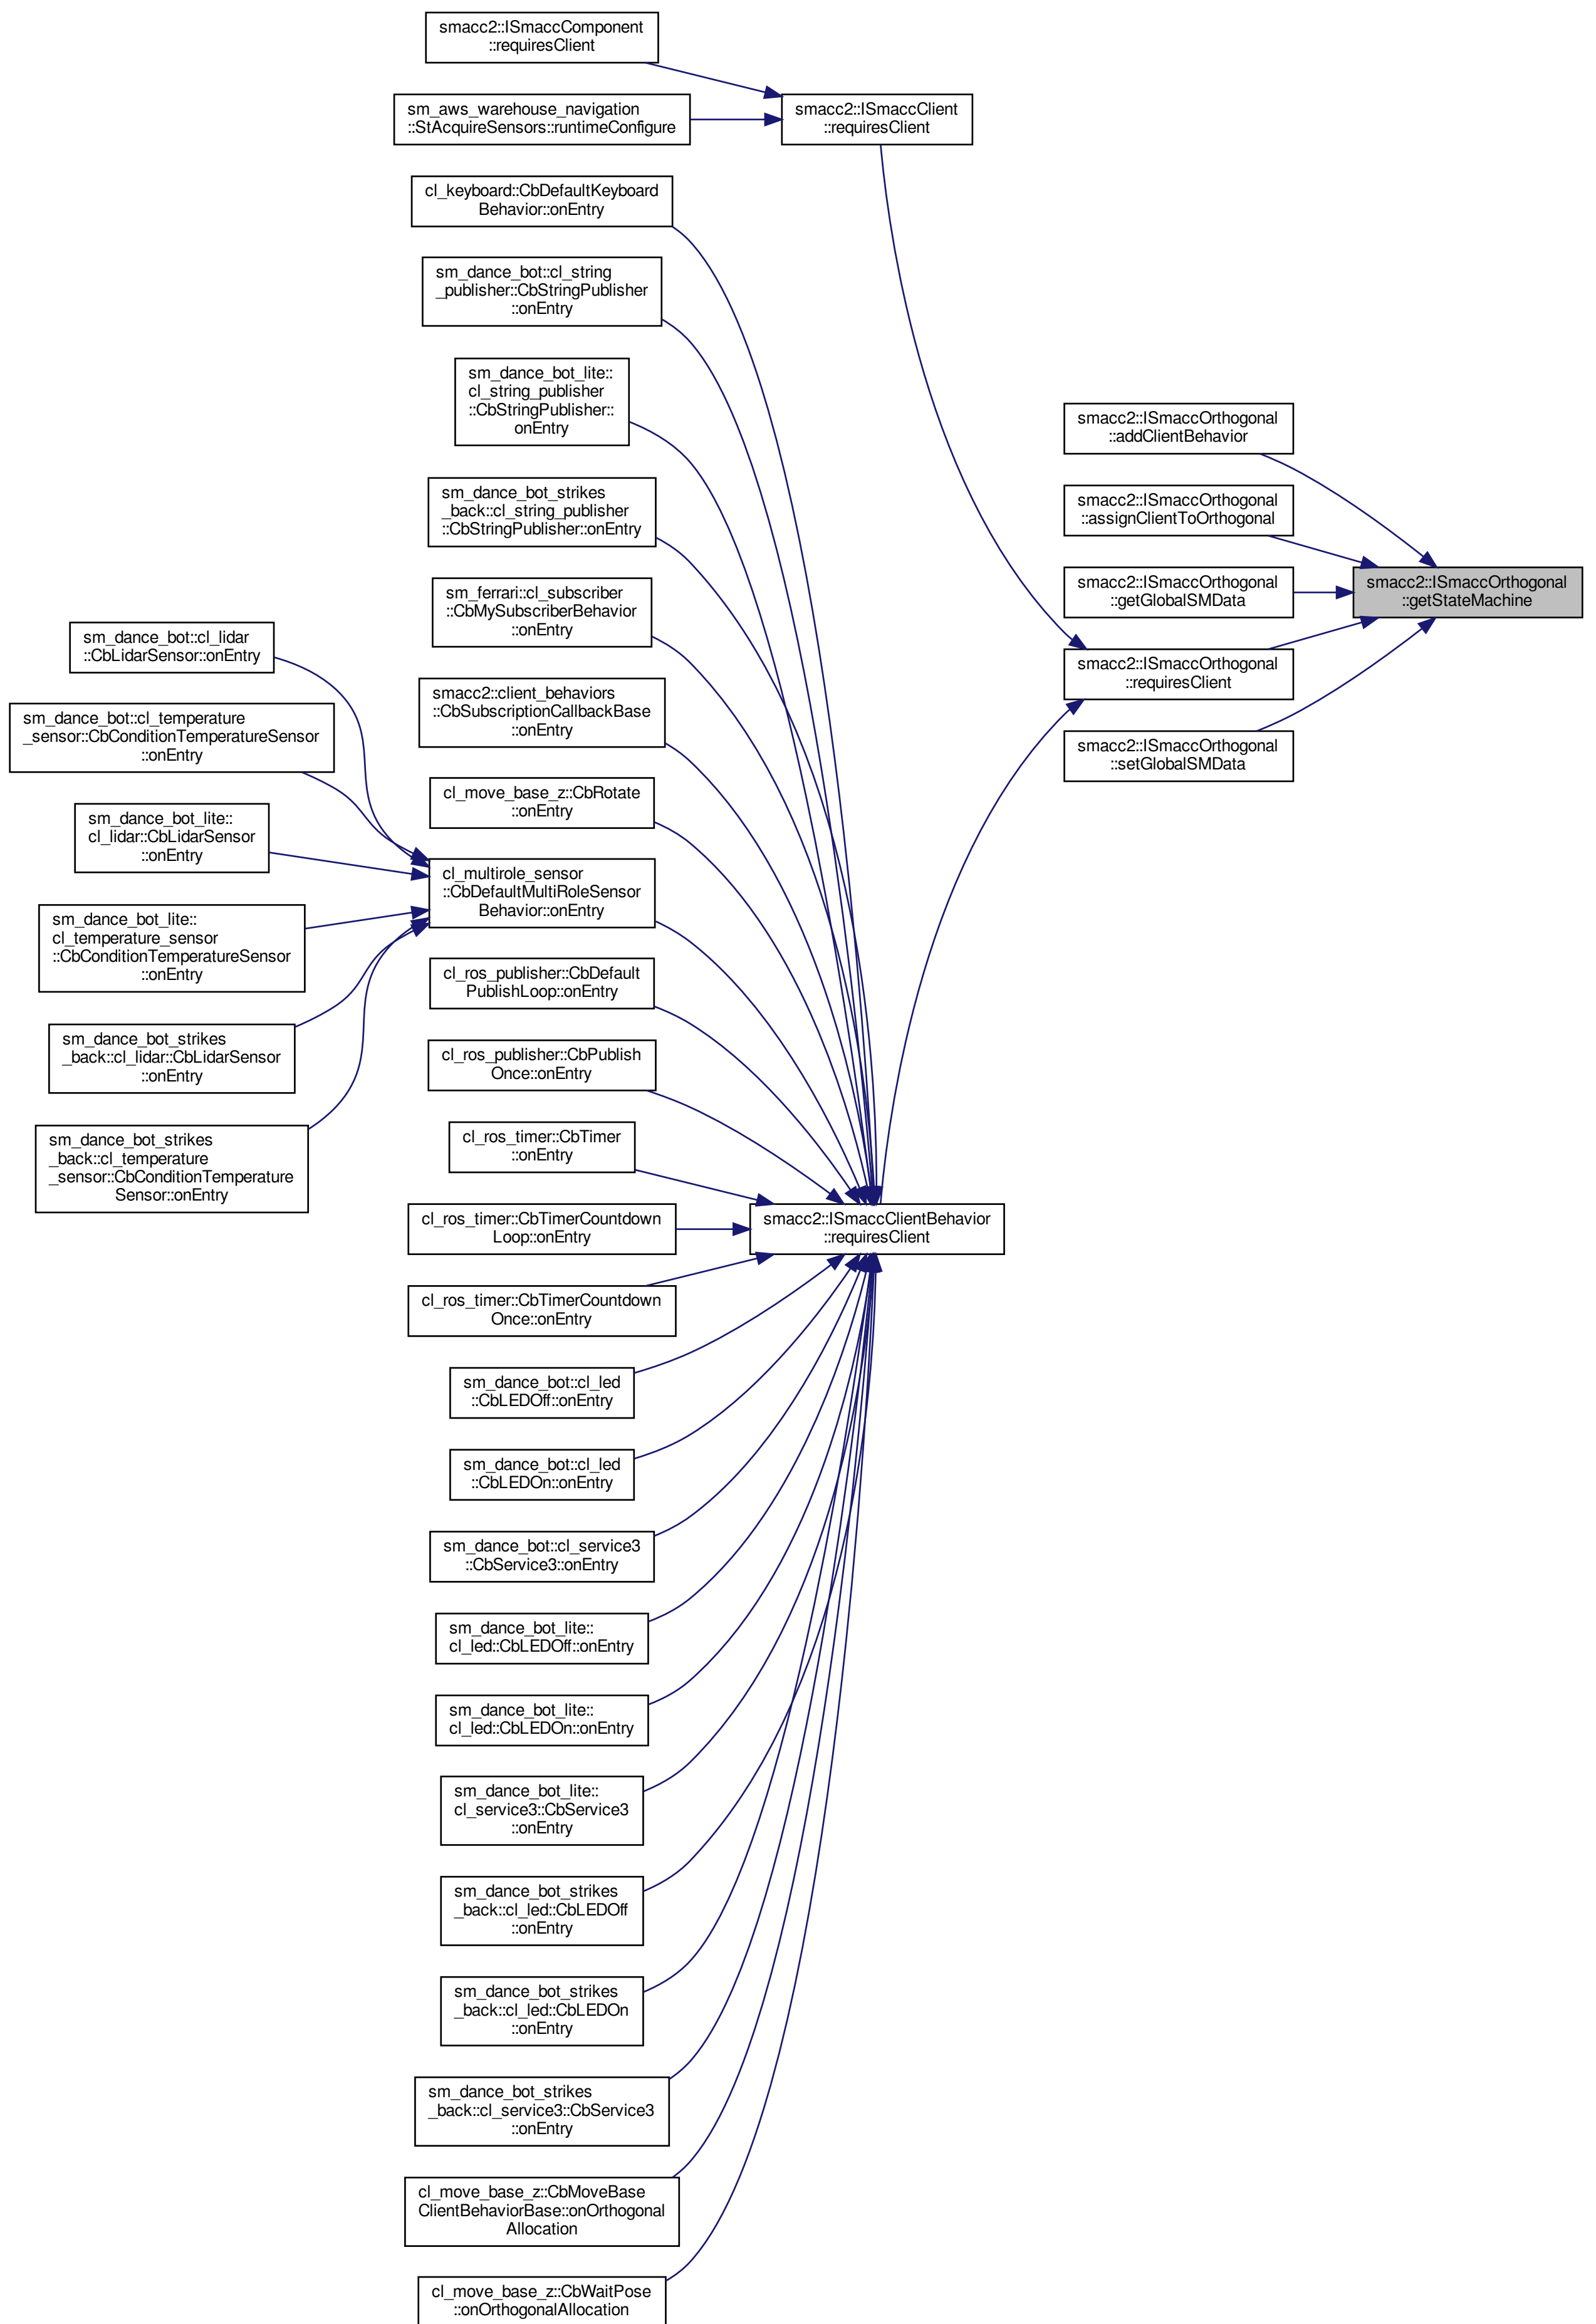 smacc2::ISmaccComponent
::requiresClient
sm_aws_warehouse_navigation
::StAcquireSensors::runtimeConfigure
smacc2::ISmaccClient
::requiresClient
cl_keyboard::CbDefaultKeyboard
Behavior::onEntry
sm_dance_bot::cl_string
_publisher::CbStringPublisher
::onEntry
sm_dance_bot_lite::
cl_string_publisher
::CbStringPublisher::
onEntry
sm_dance_bot_strikes
_back::cl_string_publisher
::CbStringPublisher::onEntry
sm_ferrari::cl_subscriber
::CbMySubscriberBehavior
::onEntry
smacc2::client_behaviors
::CbSubscriptionCallbackBase
::onEntry
cl_move_base_z::CbRotate
::onEntry
cl_multirole_sensor
::CbDefaultMultiRoleSensor
Behavior::onEntry
cl_ros_publisher::CbDefault
PublishLoop::onEntry
cl_ros_publisher::CbPublish
Once::onEntry
cl_ros_timer::CbTimer
::onEntry
cl_ros_timer::CbTimerCountdown
Loop::onEntry
cl_ros_timer::CbTimerCountdown
Once::onEntry
sm_dance_bot::cl_led
::CbLEDOff::onEntry
sm_dance_bot::cl_led
::CbLEDOn::onEntry
sm_dance_bot::cl_service3
::CbService3::onEntry
sm_dance_bot_lite::
cl_led::CbLEDOff::onEntry
sm_dance_bot_lite::
cl_led::CbLEDOn::onEntry
sm_dance_bot_lite::
cl_service3::CbService3
::onEntry
sm_dance_bot_strikes
_back::cl_led::CbLEDOff
::onEntry
sm_dance_bot_strikes
_back::cl_led::CbLEDOn
::onEntry
sm_dance_bot_strikes
_back::cl_service3::CbService3
::onEntry
cl_move_base_z::CbMoveBase
ClientBehaviorBase::onOrthogonal
Allocation
cl_move_base_z::CbWaitPose
::onOrthogonalAllocation
sm_dance_bot::cl_lidar
::CbLidarSensor::onEntry
sm_dance_bot::cl_temperature
_sensor::CbConditionTemperatureSensor
::onEntry
sm_dance_bot_lite::
cl_lidar::CbLidarSensor
::onEntry
sm_dance_bot_lite::
cl_temperature_sensor
::CbConditionTemperatureSensor
::onEntry
sm_dance_bot_strikes
_back::cl_lidar::CbLidarSensor
::onEntry
sm_dance_bot_strikes
_back::cl_temperature
_sensor::CbConditionTemperature
Sensor::onEntry
smacc2::ISmaccClientBehavior
::requiresClient
smacc2::ISmaccOrthogonal
::addClientBehavior
smacc2::ISmaccOrthogonal
::assignClientToOrthogonal
smacc2::ISmaccOrthogonal
::getGlobalSMData
smacc2::ISmaccOrthogonal
::requiresClient
smacc2::ISmaccOrthogonal
::setGlobalSMData
smacc2::ISmaccOrthogonal
::getStateMachine